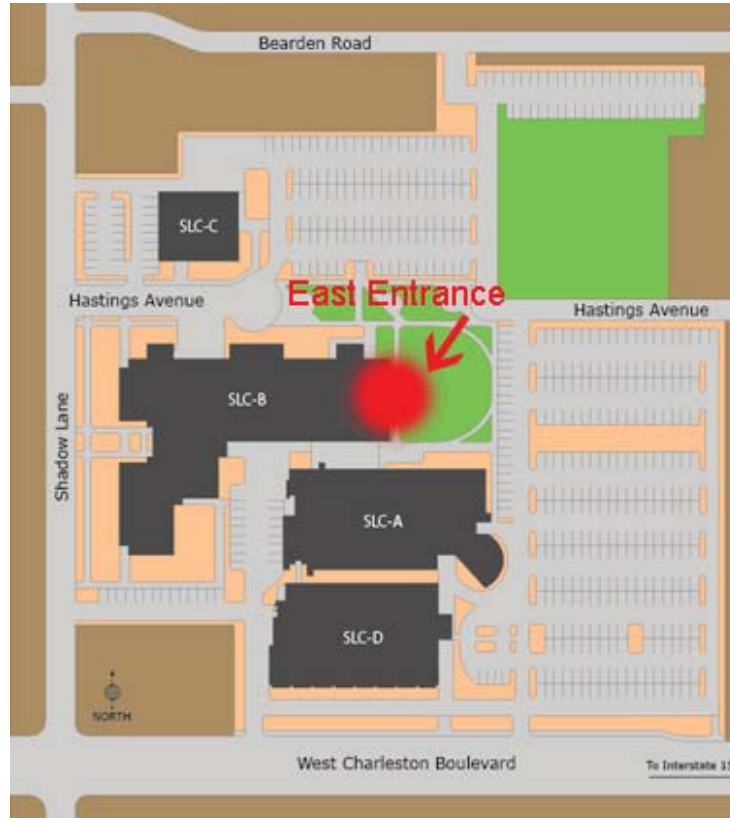 Bearden Road
SLC-C
East Entrance
Hastings Avenue
Hastings Avenue
SLC-B
Shadow Lane
SLC-A
SLC-D
NORTH
West Charleston Boulevard
To Interstate 15